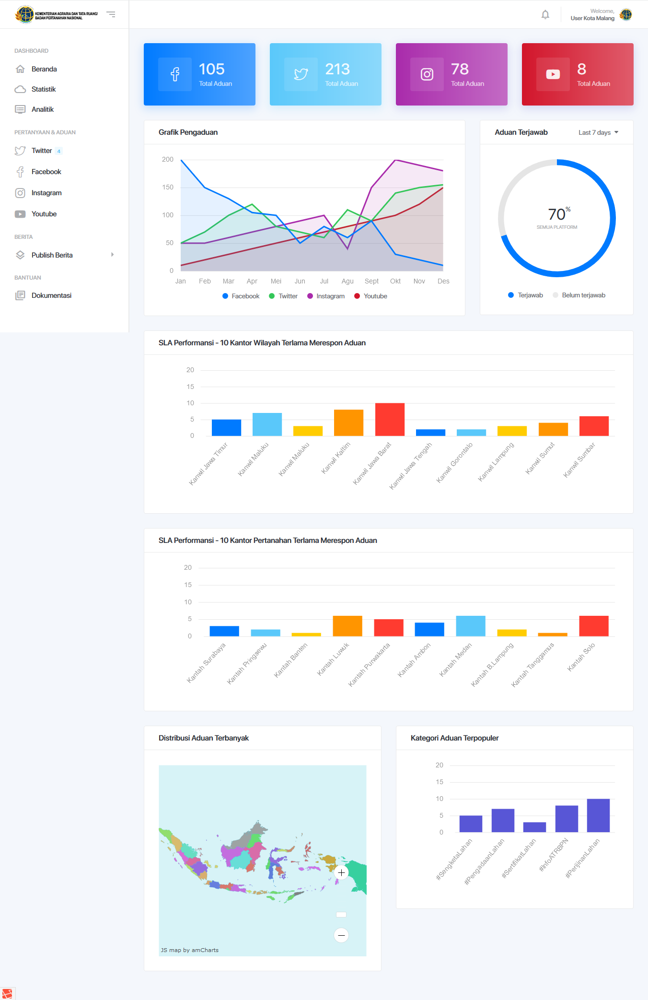 KEMENTERIAN AGRARIA DAN TATA RUANG/
BADAN PERTANAHAN NASIONAL
Welcome,
User Kota Malang
DASHBOARD
Beranda
Statistik
Analitik
PERTANYAAN & ADUAN
Twitter 4
Facebook
Instagram
Youtube
BERITA
Publish Berita
BANTUAN
Dokumentasi
105
Total Aduan
213
Total Aduan
78
Total Aduan
8
Total Aduan
Grafik Pengaduan
200
150
100
50
0
Jan Feb Mar Apr Mei Jun Jul Agu Sept Okt Nov Des
Facebook Twitter Instagram Youtube
Aduan Terjawab Last 7 days
70%
SEMUA PLATFORM
Terjawab Belum terjawab
SLA Performansi - 10 Kantor Wilayah Terlama Merespon Aduan
20
15
10
5
0
Kanwil Jawa Timur
Kanwil Maluku
Kanwil Maluku
Kanwil Kaltim
Kanwil Jawa Barat
Kanwil Jawa Tengah
Kanwil Gorontalo
Kanwil Lampung
Kanwil Sumut
Kanwil Sumbar
SLA Performansi - 10 Kantor Pertanahan Terlama Merespon Aduan
20
15
10
5
0
Kantah Surabaya
Kantah Pringsewu
Kantah Banten
Kantah Luwuk
Kantah Purwakarta
Kantah Ambon
Kantah Medan
Kantah B.Lampung
Kantah Tanggamus
Kantah Solo
Distribusi Aduan Terbanyak
JS map by amCharts
Kategori Aduan Terpopuler
20
15
10
5
0
#SengketaLahan
#PengadaanLahan
#SertifikatLahan
#InfoATRBPN
#PerijinanLahan